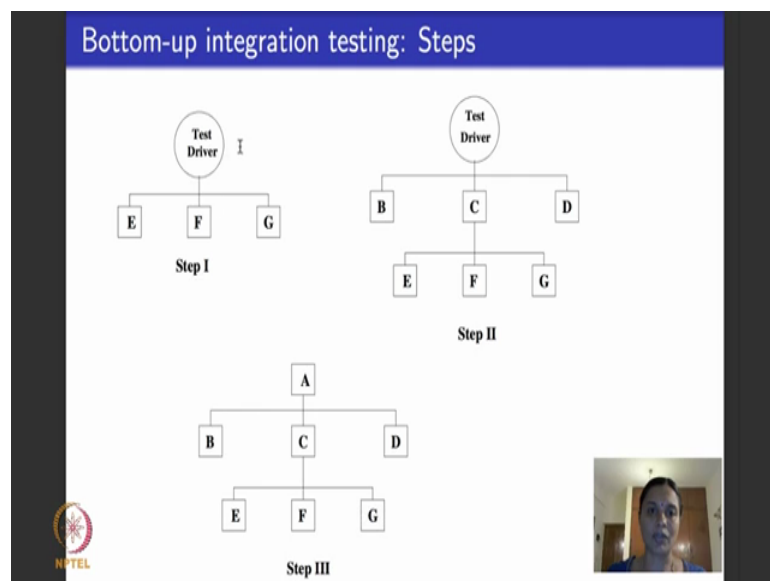 Bottom-up integration testing: Steps
Test
Driver
E F G
Step I
Test
Driver
B C D
E F G
Step II
A
B C D
E F G
Step III
NPTEL